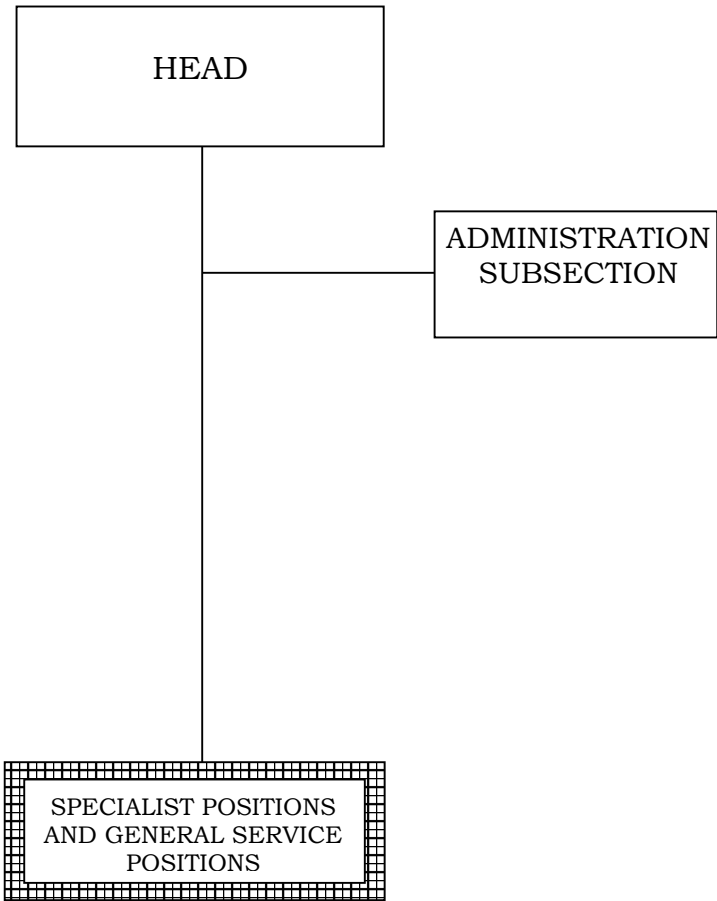 HEAD
ADMINISTRATION
SUBSECTION
SPECIALIST POSITIONS
AND GENERAL SERVICE
POSITIONS